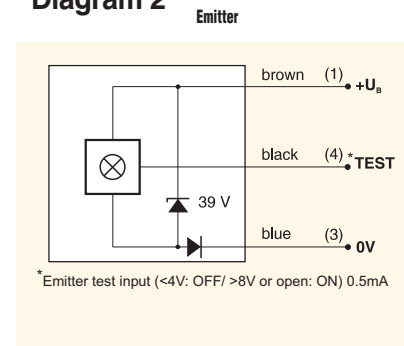 Diagram 2
Emitter
brown (1) +UB
black (4) *TEST
39 V
blue (3) 0V
*Emitter test input (<4V: OFF/ >8V or open: ON) 0.5mA